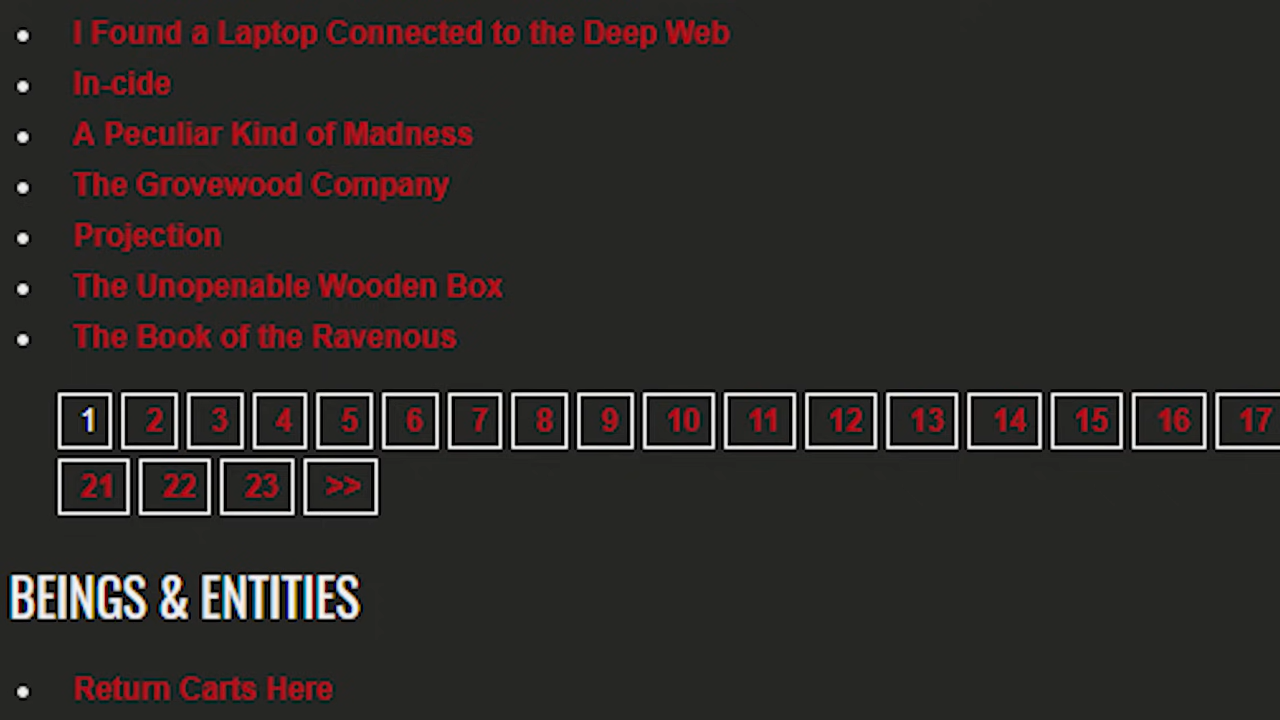 I Found a Laptop Connected to the Deep Web
In-cide
A Peculiar Kind of Madness
The Grovewood Company
Projection
The Unopenable Wooden Box
The Book of the Ravenous
1 2 3 4 5 6 7 8 9 10 11 12 13 14 15 16 17
21 22 23 >>
BEINGS & ENTITIES
Return Carts Here